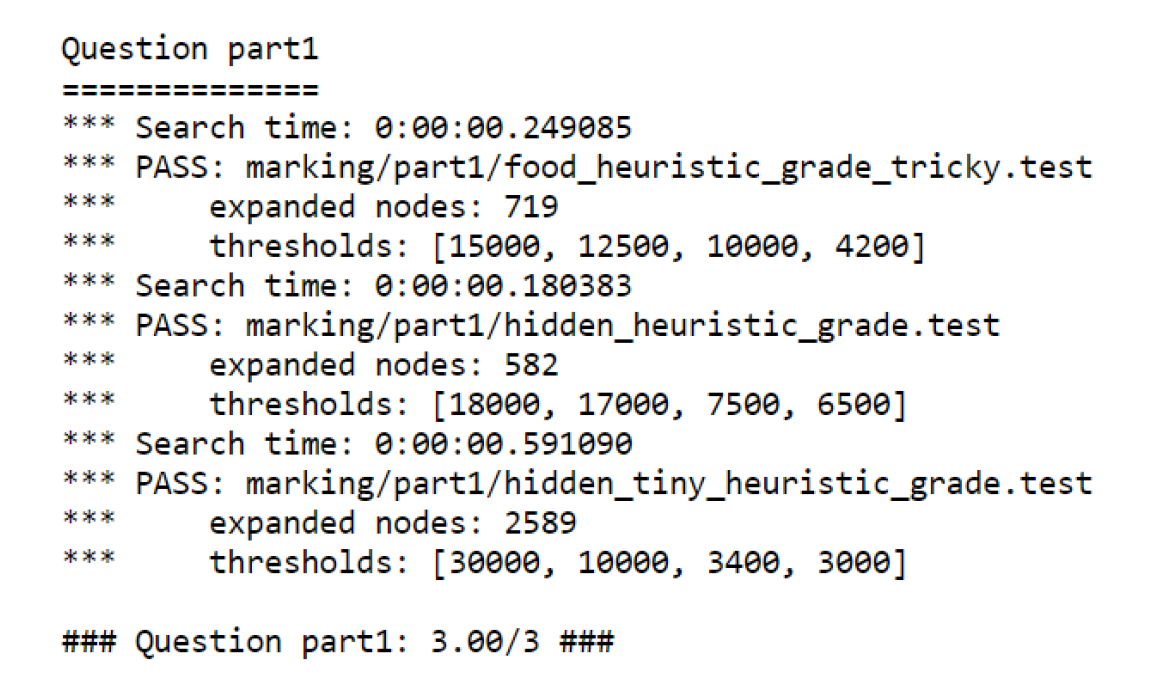 Question part1
==============
*** Search time: 0:00:00.249085
*** PASS: marking/part1/food_heuristic_grade_tricky.test
***     expanded nodes: 719
***     thresholds: [15000, 12500, 10000, 4200]
*** Search time: 0:00:00.180383
*** PASS: marking/part1/hidden_heuristic_grade.test
***     expanded nodes: 582
***     thresholds: [18000, 17000, 7500, 6500]
*** Search time: 0:00:00.591090
*** PASS: marking/part1/hidden_tiny_heuristic_grade.test
***     expanded nodes: 2589
***     thresholds: [30000, 10000, 3400, 3000]

### Question part1: 3.00/3 ###